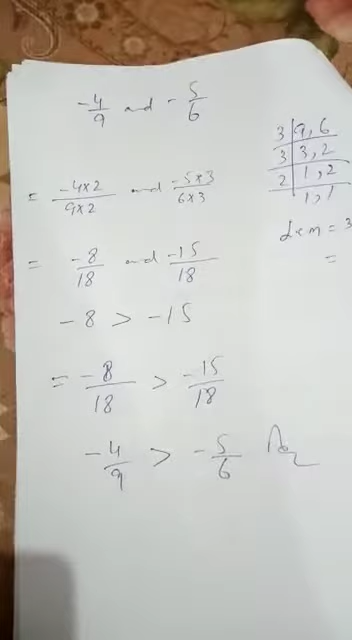 -4/9 and -5/6
= -4×2/9×2 and -5×3/6×3
= -8/18 and -15/18
-8 > -15
= -8/18 > -15/18
-4/9 > -5/6
3 | 9, 6
3 | 3, 2
2 | 1, 2
1, 1
Lcm = 3
=